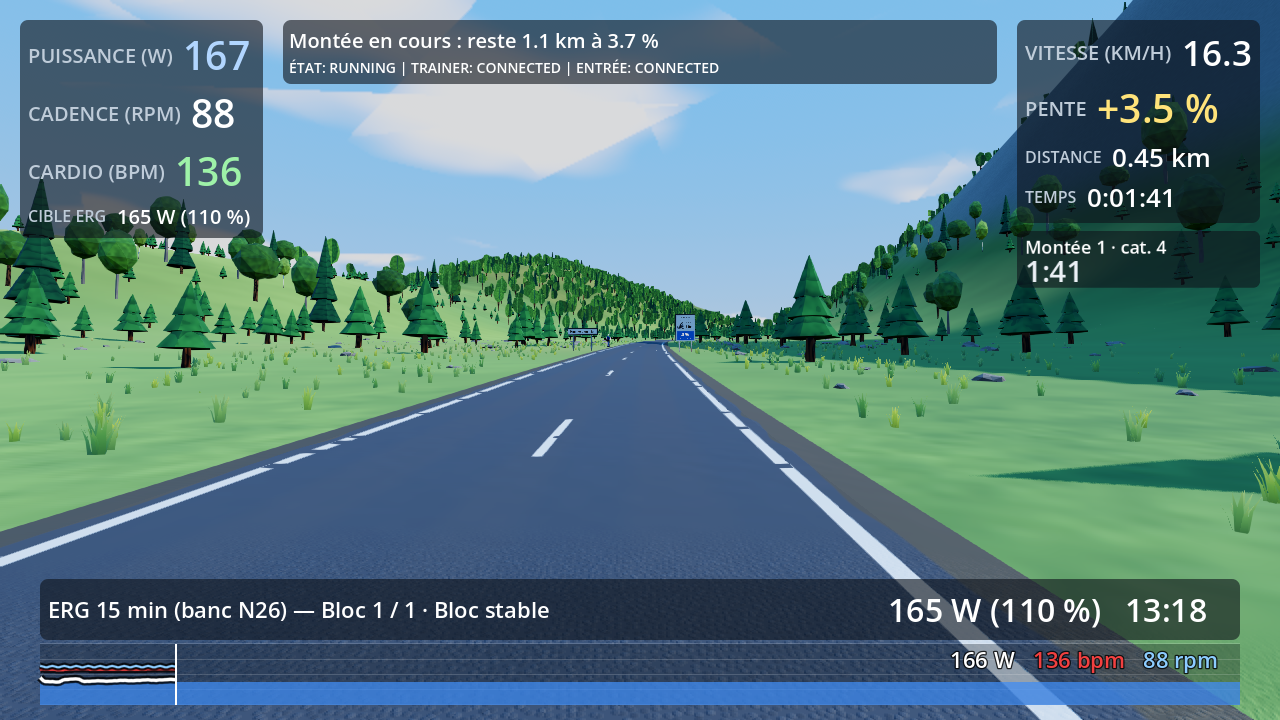 PUISSANCE (W) 167
CADENCE (RPM) 88
CARDIO (BPM) 136
CIBLE ERG 165 W (110 %)
Montée en cours : reste 1.1 km à 3.7 %
ÉTAT: RUNNING | TRAINER: CONNECTED | ENTRÉE: CONNECTED
VITESSE (KM/H) 16.3
PENTE +3.5 %
DISTANCE 0.45 km
TEMPS 0:01:41
Montée 1 · cat. 4
1:41
ERG 15 min (banc N26) — Bloc 1 / 1 · Bloc stable
165 W (110 %) 13:18
166 W 136 bpm 88 rpm